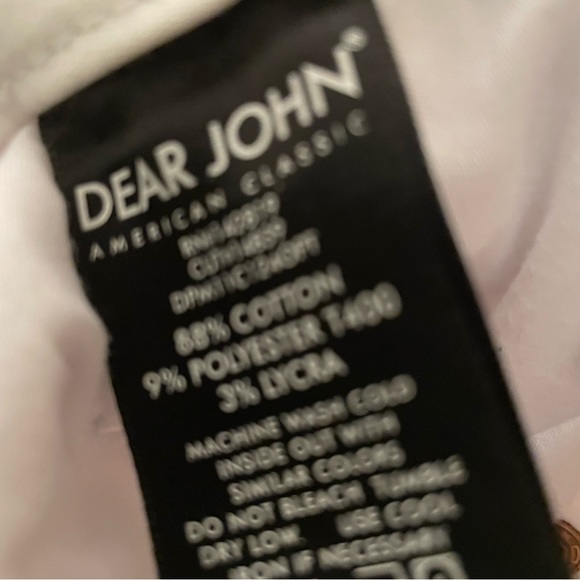 DEAR JOHN®
AMERICAN CLASSIC
88% COTTON
9% POLYESTER T400
3% LYCRA
MACHINE WASH COLD
INSIDE OUT WITH
SIMILAR COLORS
DO NOT BLEACH TUMBLE
DRY LOW. USE COOL
IRON IF NECESSARY